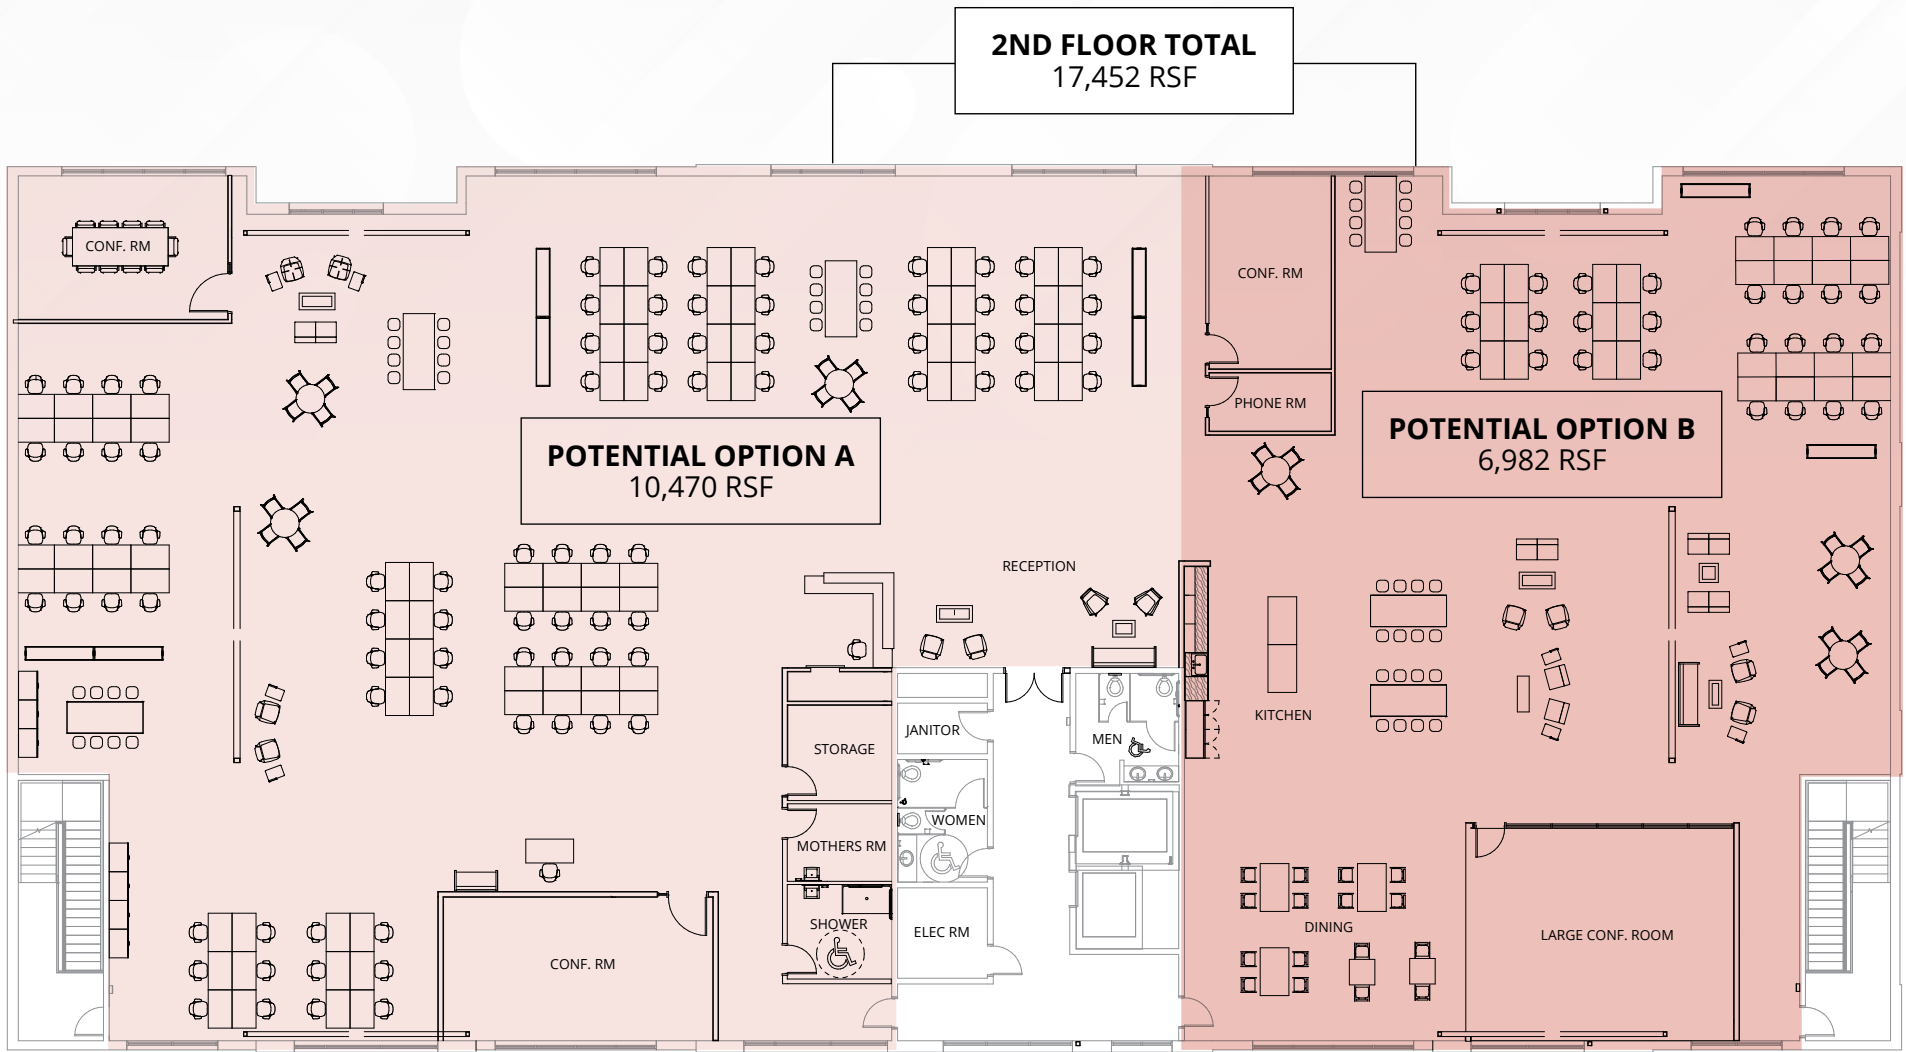 2ND FLOOR TOTAL
17,452 RSF
CONF. RM
CONF. RM
PHONE RM
POTENTIAL OPTION A
10,470 RSF
POTENTIAL OPTION B
6,982 RSF
RECEPTION
KITCHEN
STORAGE
JANITOR
MEN
MOTHERS RM
WOMEN
SHOWER
ELEC RM
CONF. RM
DINING
LARGE CONF. ROOM